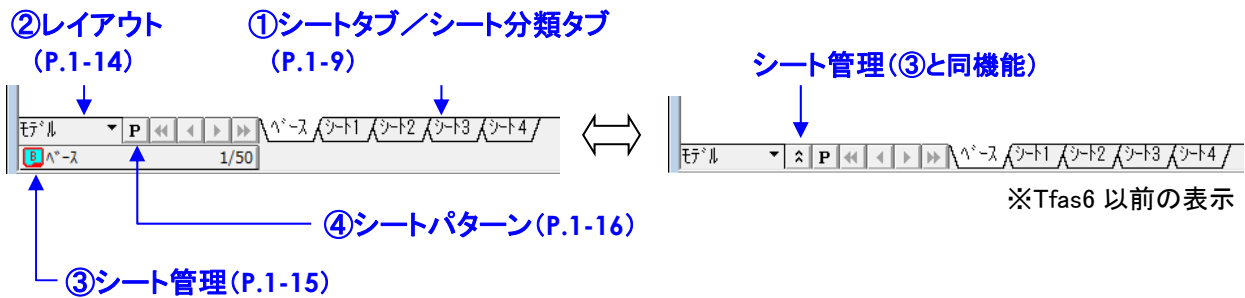 ②レイアウト
(P.1-14)
①シートタブ/シート分類タブ
(P.1-9)
シート管理(③と同機能)
ﾓﾃﾞﾙ P ﾍﾞｰｽ ｼｰﾄ1 ｼｰﾄ2 ｼｰﾄ3 ｼｰﾄ4
B ﾍﾞｰｽ 1/50
ﾓﾃﾞﾙ P ﾍﾞｰｽ ｼｰﾄ1 ｼｰﾄ2 ｼｰﾄ3 ｼｰﾄ4
※Tfas6 以前の表示
④シートパターン(P.1-16)
③シート管理(P.1-15)